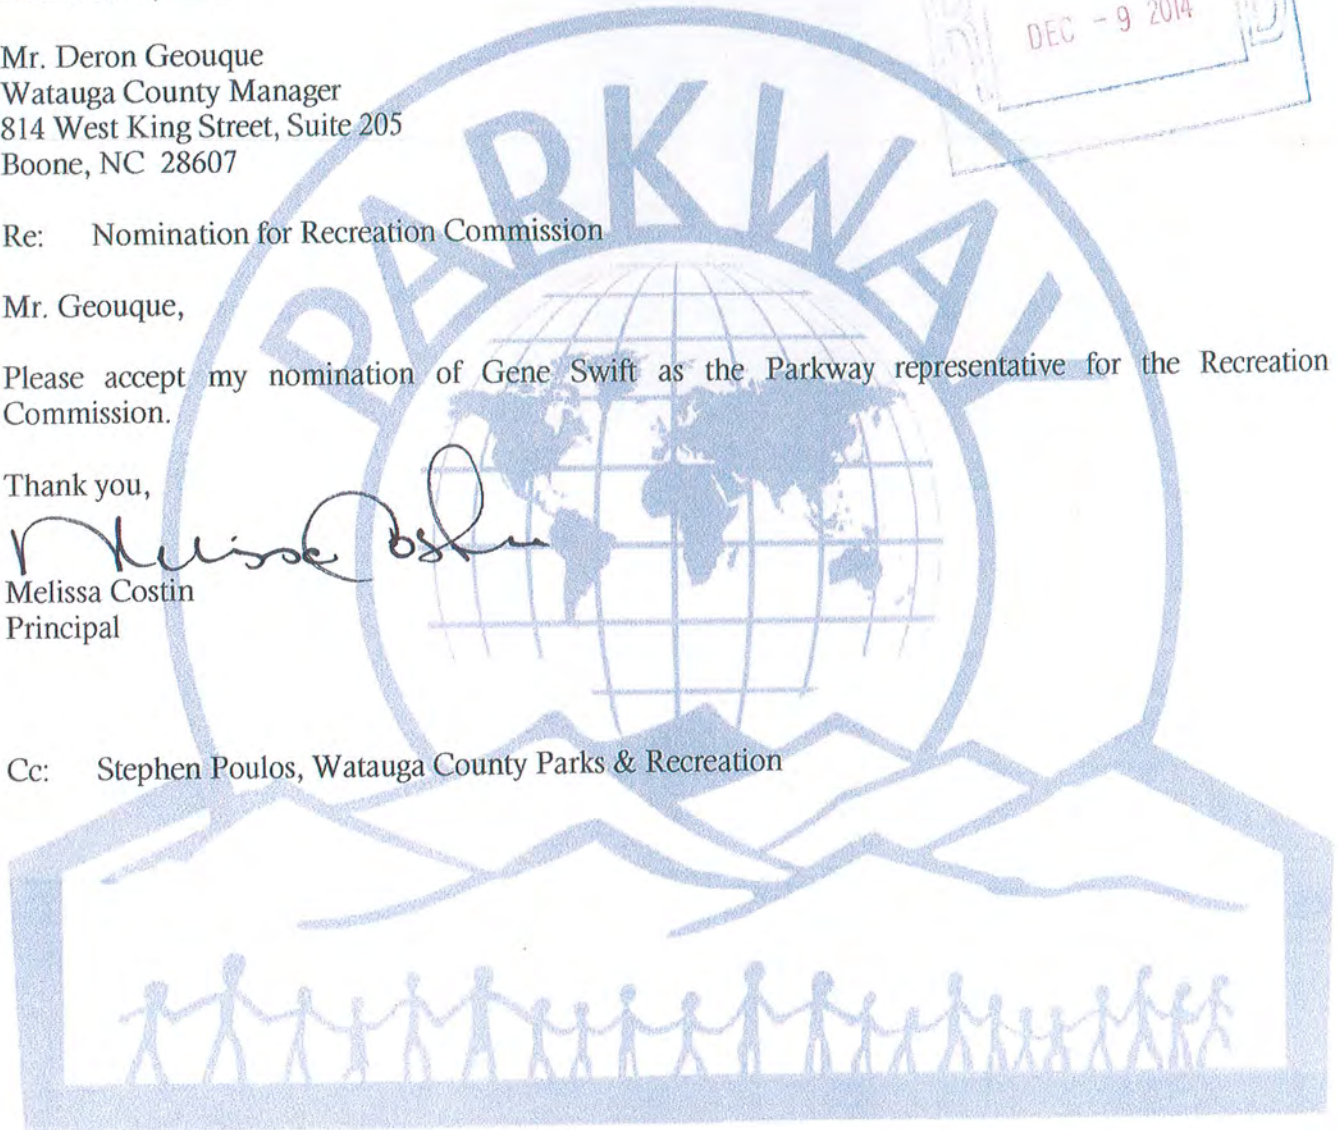 DEC - 9 2014
Mr. Deron Geouque
Watauga County Manager
814 West King Street, Suite 205
Boone, NC 28607
Re: Nomination for Recreation Commission
Mr. Geouque,
Please accept my nomination of Gene Swift as the Parkway representative for the Recreation
Commission.
Thank you,
Melissa Costin
Melissa Costin
Principal
Cc: Stephen Poulos, Watauga County Parks & Recreation
PARKWAY